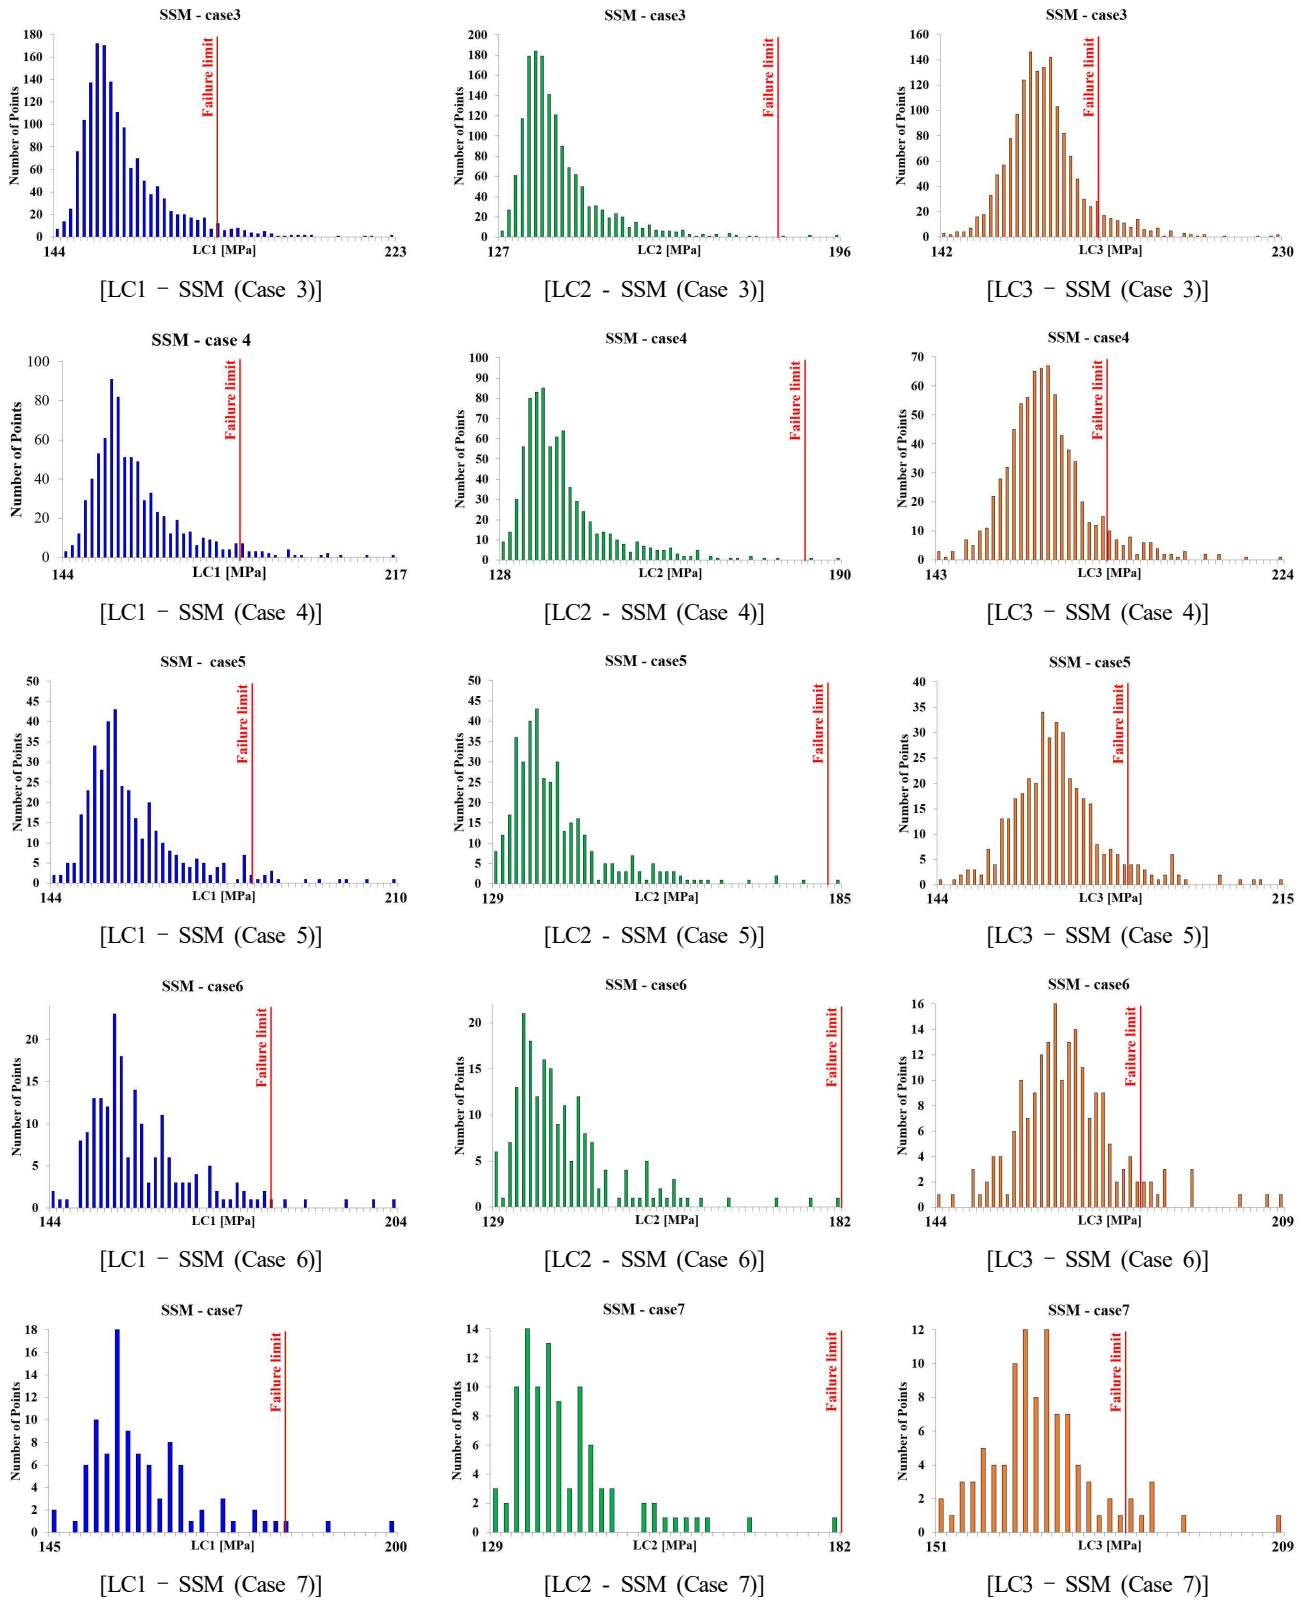 SSM - case3
180
160
140
120
100
80
60
40
20
0
Number of Points
Failure limit
144
LC1 [MPa]
223
[LC1 – SSM (Case 3)]
SSM - case3
200
180
160
140
120
100
80
60
40
20
0
Number of Points
Failure limit
127
LC2 [MPa]
196
[LC2 - SSM (Case 3)]
SSM - case3
160
140
120
100
80
60
40
20
0
Number of Points
Failure limit
142
LC3 [MPa]
230
[LC3 – SSM (Case 3)]
SSM - case 4
100
80
60
40
20
0
Number of Points
Failure limit
144
LC1 [MPa]
217
[LC1 – SSM (Case 4)]
SSM - case4
100
90
80
70
60
50
40
30
20
10
0
Number of Points
Failure limit
128
LC2 [MPa]
190
[LC2 - SSM (Case 4)]
SSM - case4
70
60
50
40
30
20
10
0
Number of Points
Failure limit
143
LC3 [MPa]
224
[LC3 – SSM (Case 4)]
SSM - case5
50
45
40
35
30
25
20
15
10
5
0
Number of Points
Failure limit
144
LC1 [MPa]
210
[LC1 – SSM (Case 5)]
SSM - case5
50
45
40
35
30
25
20
15
10
5
0
Number of Points
Failure limit
129
LC2 [MPa]
185
[LC2 - SSM (Case 5)]
SSM - case5
40
35
30
25
20
15
10
5
0
Number of Points
Failure limit
144
LC3 [MPa]
215
[LC3 – SSM (Case 5)]
SSM - case6
20
15
10
5
0
Number of Points
Failure limit
144
LC1 [MPa]
204
[LC1 – SSM (Case 6)]
SSM - case6
20
15
10
5
0
Number of Points
Failure limit
129
LC2 [MPa]
182
[LC2 - SSM (Case 6)]
SSM - case6
16
14
12
10
8
6
4
2
0
Number of Points
Failure limit
144
LC3 [MPa]
209
[LC3 – SSM (Case 6)]
SSM - case7
18
16
14
12
10
8
6
4
2
0
Number of Points
Failure limit
145
LC1 [MPa]
200
[LC1 – SSM (Case 7)]
SSM - case7
14
12
10
8
6
4
2
0
Number of Points
Failure limit
129
LC2 [MPa]
182
[LC2 - SSM (Case 7)]
SSM - case7
12
10
8
6
4
2
0
Number of Points
Failure limit
151
LC3 [MPa]
209
[LC3 – SSM (Case 7)]